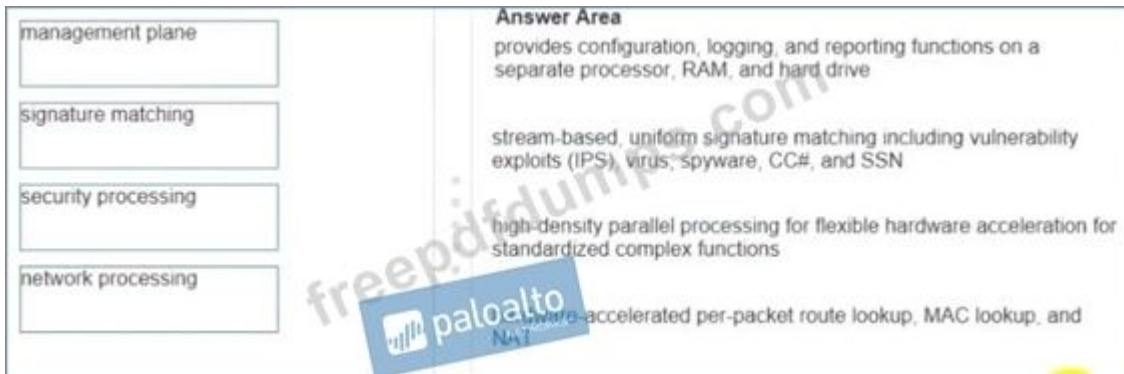 management plane
signature matching
security processing
network processing
Answer Area
provides configuration, logging, and reporting functions on a
separate processor, RAM, and hard drive
stream-based, uniform signature matching including vulnerability
exploits (IPS), virus, spyware, CC#, and SSN
high-density parallel processing for flexible hardware acceleration for
standardized complex functions
-accelerated per-packet route lookup, MAC lookup, and
NAT
freepdfdumps.com
paloalto